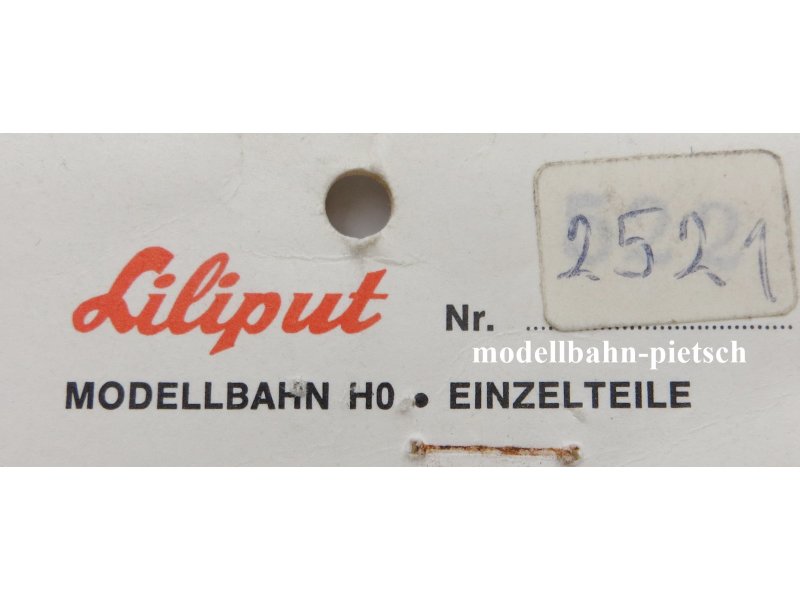 Liliput
Nr. 2521
modellbahn-pietsch
MODELLBAHN H0 • EINZELTEILE